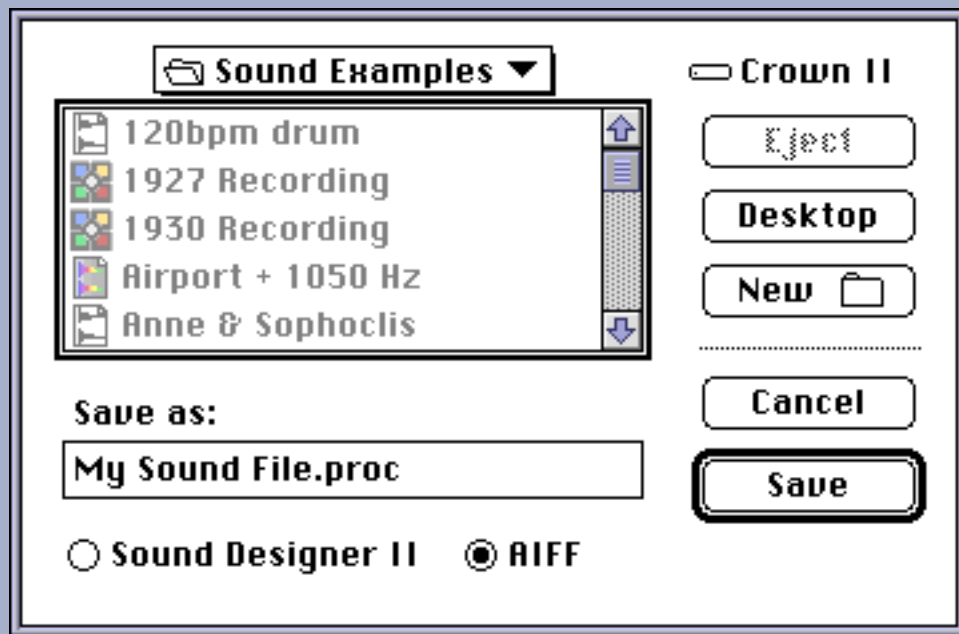 Sound Examples
Crown II
120bpm drum
1927 Recording
1930 Recording
Airport + 1050 Hz
Anne & Sophoclis
Eject
Desktop
New
Cancel
Save
Save as:
My Sound File.proc
Sound Designer II
AIFF